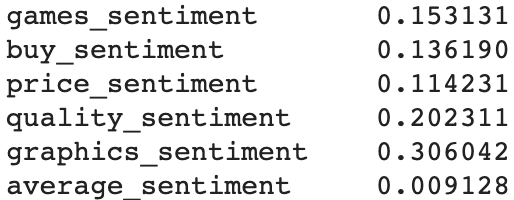 games_sentiment 0.153131
buy_sentiment 0.136190
price_sentiment 0.114231
quality_sentiment 0.202311
graphics_sentiment 0.306042
average_sentiment 0.009128